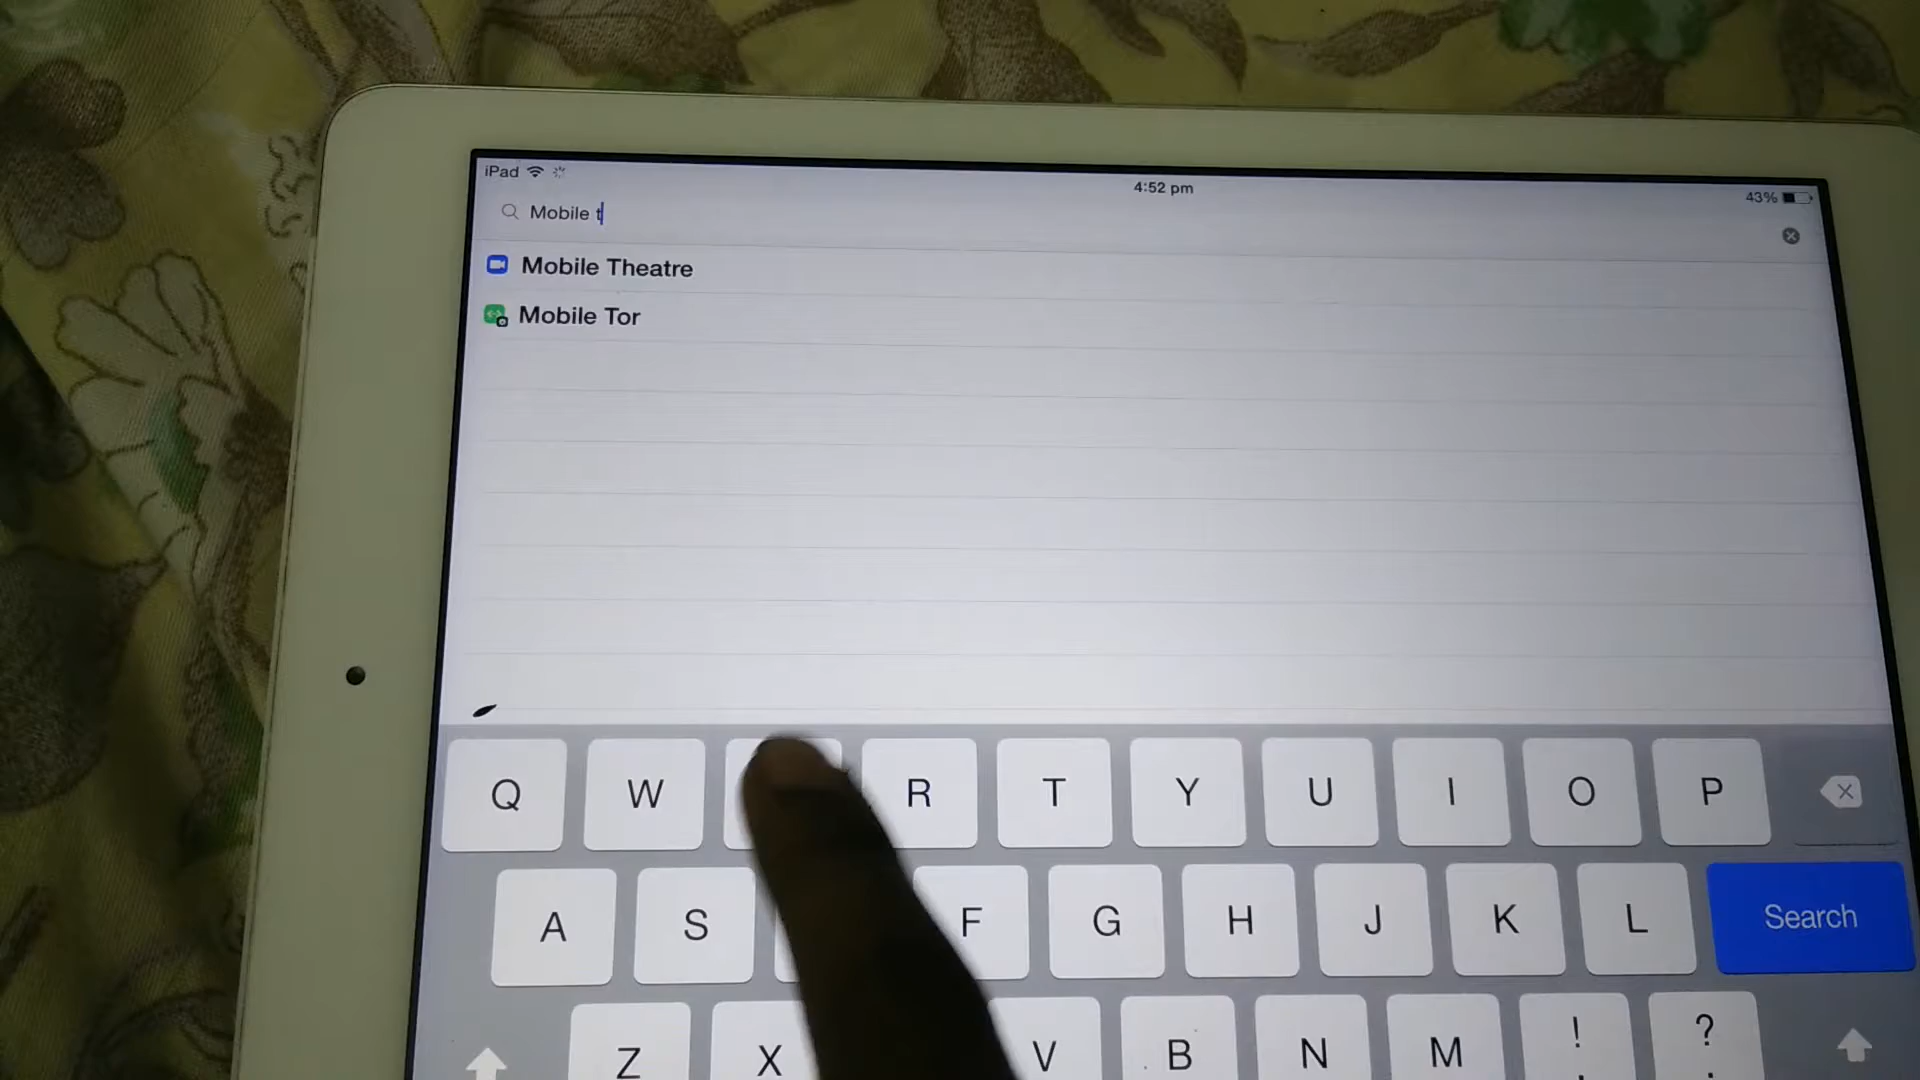 iPad
4:52 pm
43%
Mobile t
Mobile Theatre
Mobile Tor
Q W R T Y U I O P
A S F G H J K L Search
Z X V B N M ! ?